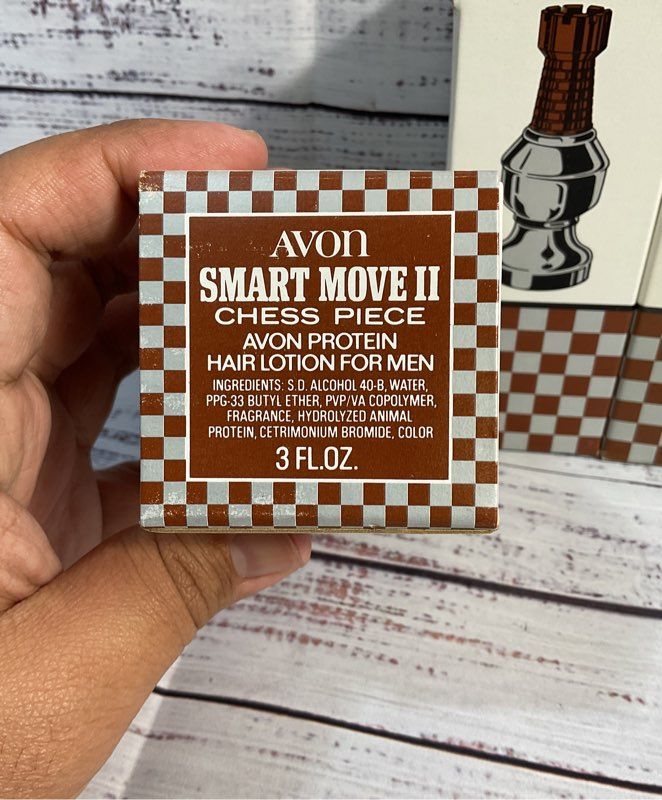 AVON
SMART MOVE II
CHESS PIECE
AVON PROTEIN
HAIR LOTION FOR MEN
INGREDIENTS: S.D. ALCOHOL 40-B, WATER,
PPG-33 BUTYL ETHER, PVP/VA COPOLYMER,
FRAGRANCE, HYDROLYZED ANIMAL
PROTEIN, CETRIMONIUM BROMIDE, COLOR
3 FL.OZ.